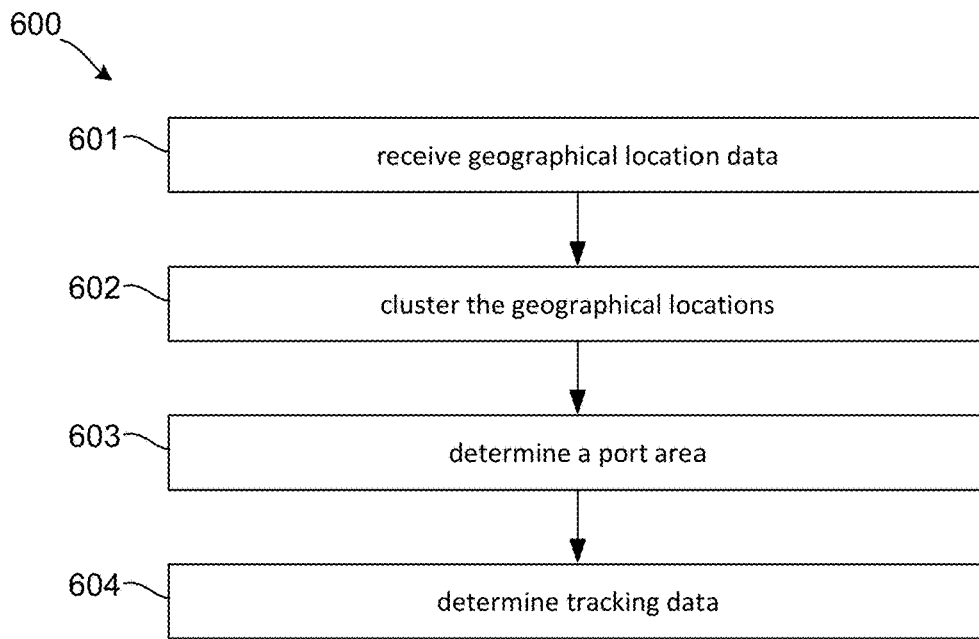 600
601
receive geographical location data
602
cluster the geographical locations
603
determine a port area
604
determine tracking data